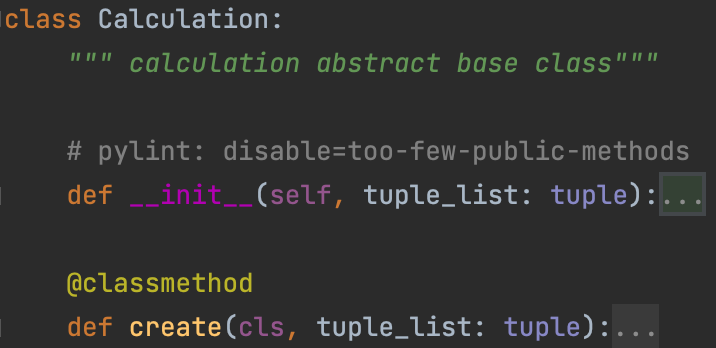 class Calculation:
""" calculation abstract base class"""
# pylint: disable=too-few-public-methods
def __init__(self, tuple_list: tuple):...
@classmethod
def create(cls, tuple_list: tuple):...